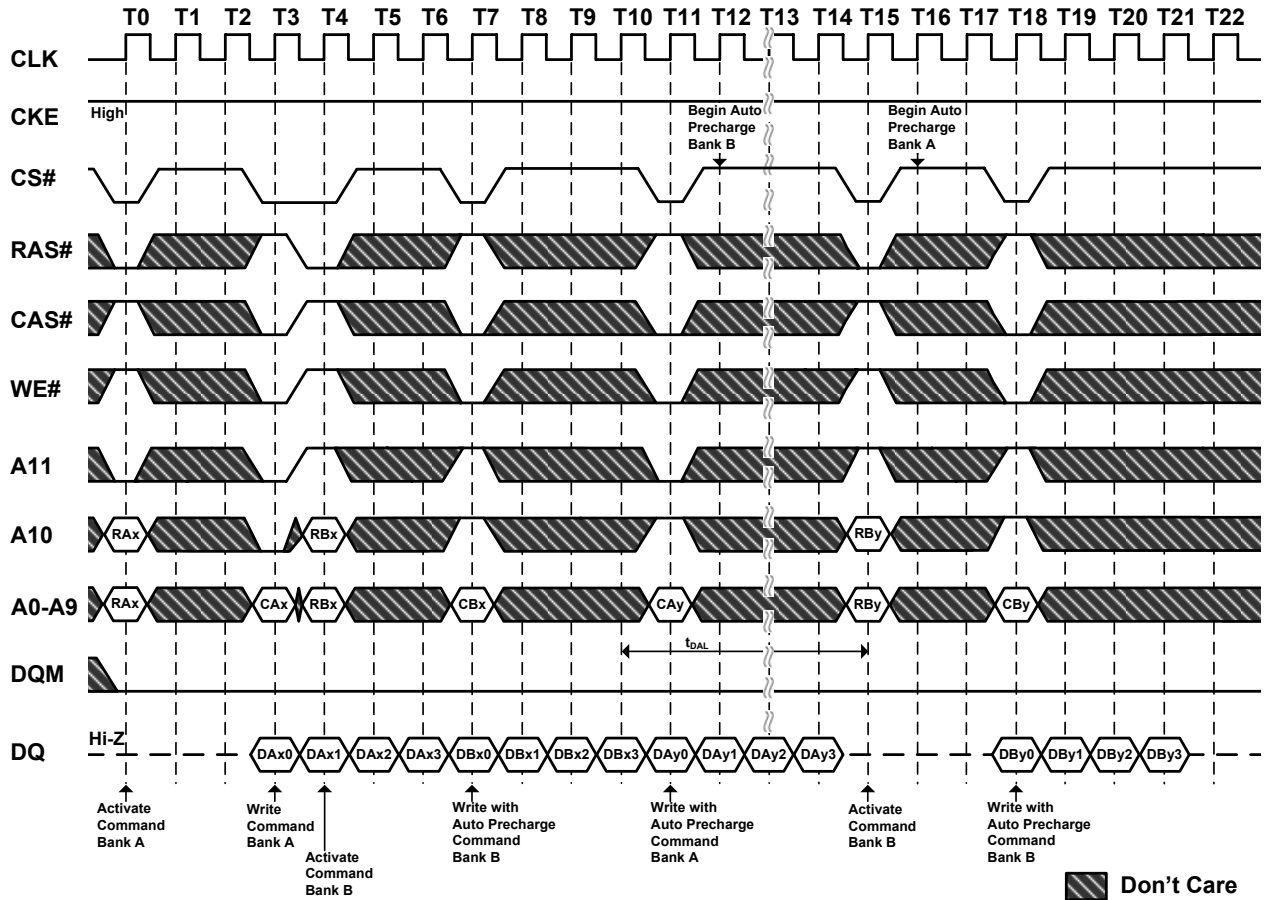 T0 T1 T2 T3 T4 T5 T6 T7 T8 T9 T10 T11 T12 T13 T14 T15 T16 T17 T18 T19 T20 T21 T22
CLK
CKE
High
Begin Auto
Precharge
Bank B
Begin Auto
Precharge
Bank A
CS#
RAS#
CAS#
WE#
A11
A10
RAx RBx RBy
A0-A9
RAx CAx RBx CBx CAy RBy CBy
tDAL
DQM
DQ
Hi-Z
DAx0 DAx1 DAx2 DAx3 DBx0 DBx1 DBx2 DBx3 DAy0 DAy1 DAy2 DAy3 DBy0 DBy1 DBy2 DBy3
Activate
Command
Bank A
Write
Command
Bank A
Activate
Command
Bank B
Write with
Auto Precharge
Command
Bank B
Write with
Auto Precharge
Command
Bank A
Activate
Command
Bank B
Write with
Auto Precharge
Command
Bank B
Don't Care